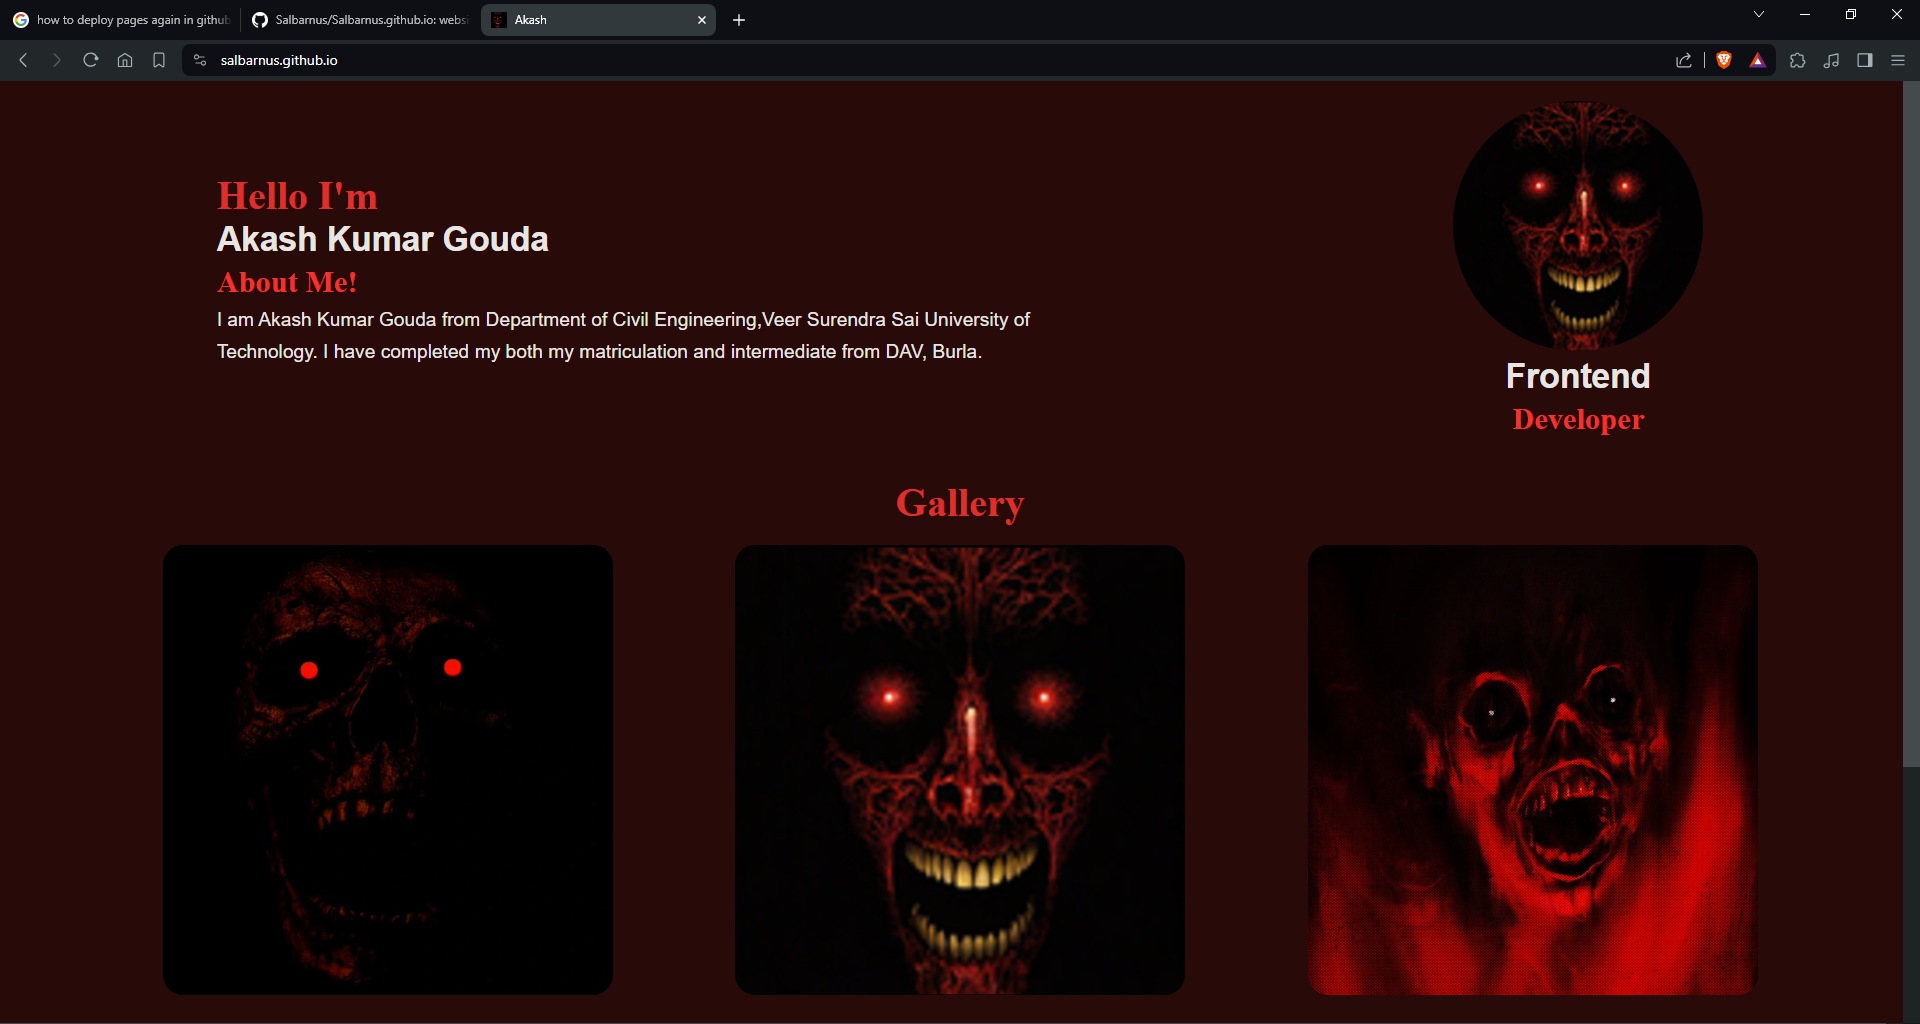 how to deploy pages again in github
Salbarnus/Salbarnus.github.io: websi
Akash
salbarnus.github.io
Hello I'm
Akash Kumar Gouda
About Me!
I am Akash Kumar Gouda from Department of Civil Engineering,Veer Surendra Sai University of
Technology. I have completed my both my matriculation and intermediate from DAV, Burla.
Frontend
Developer
Gallery